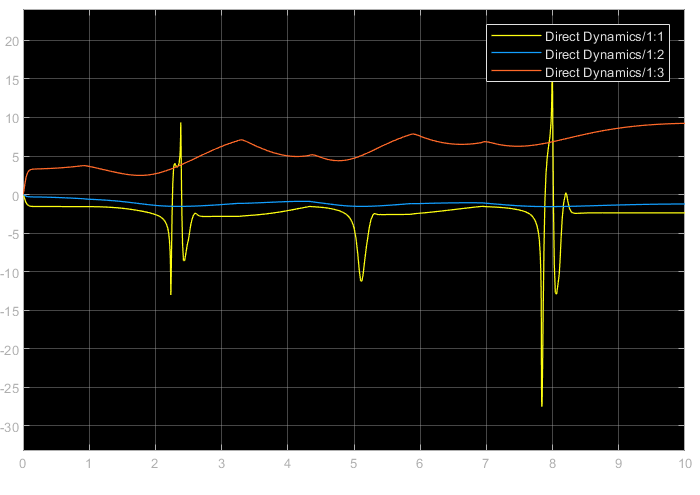 20
15
10
5
0
-5
-10
-15
-20
-25
-30
Direct Dynamics/1:1
Direct Dynamics/1:2
Direct Dynamics/1:3
0 1 2 3 4 5 6 7 8 9 10